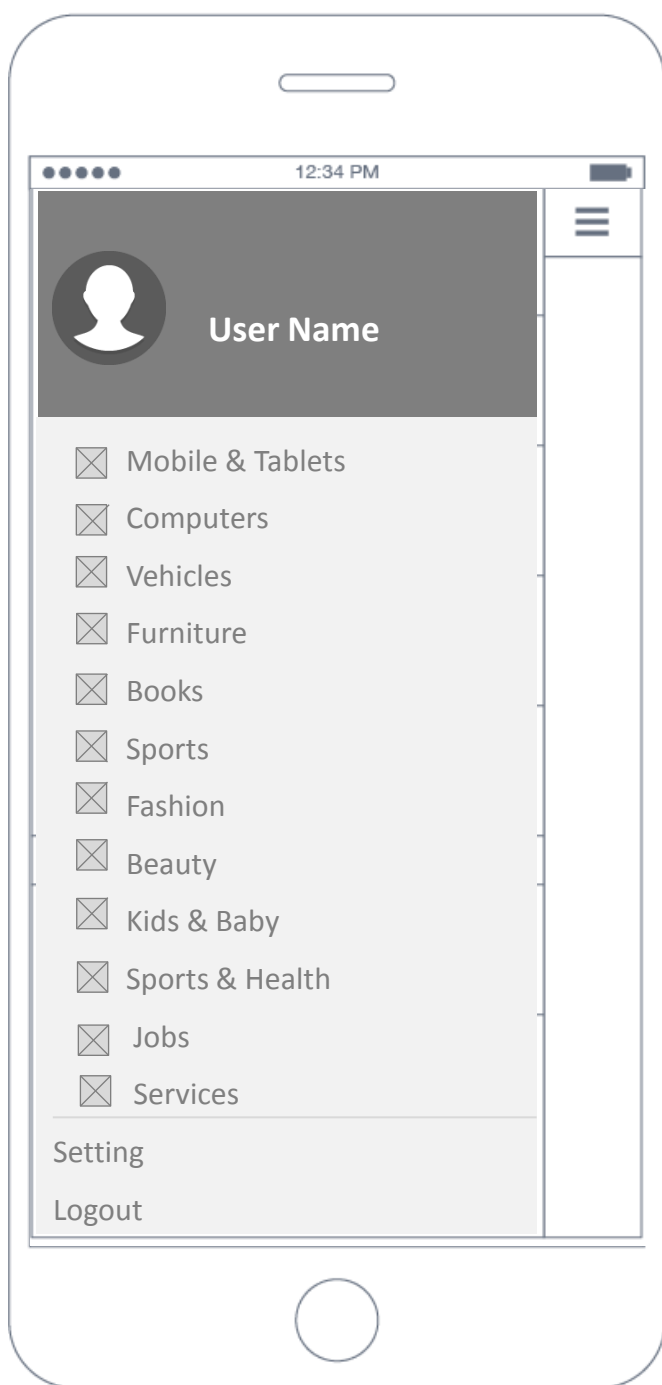 12:34 PM
User Name
Mobile & Tablets
Computers
Vehicles
Furniture
Books
Sports
Fashion
Beauty
Kids & Baby
Sports & Health
Jobs
Services
Setting
Logout